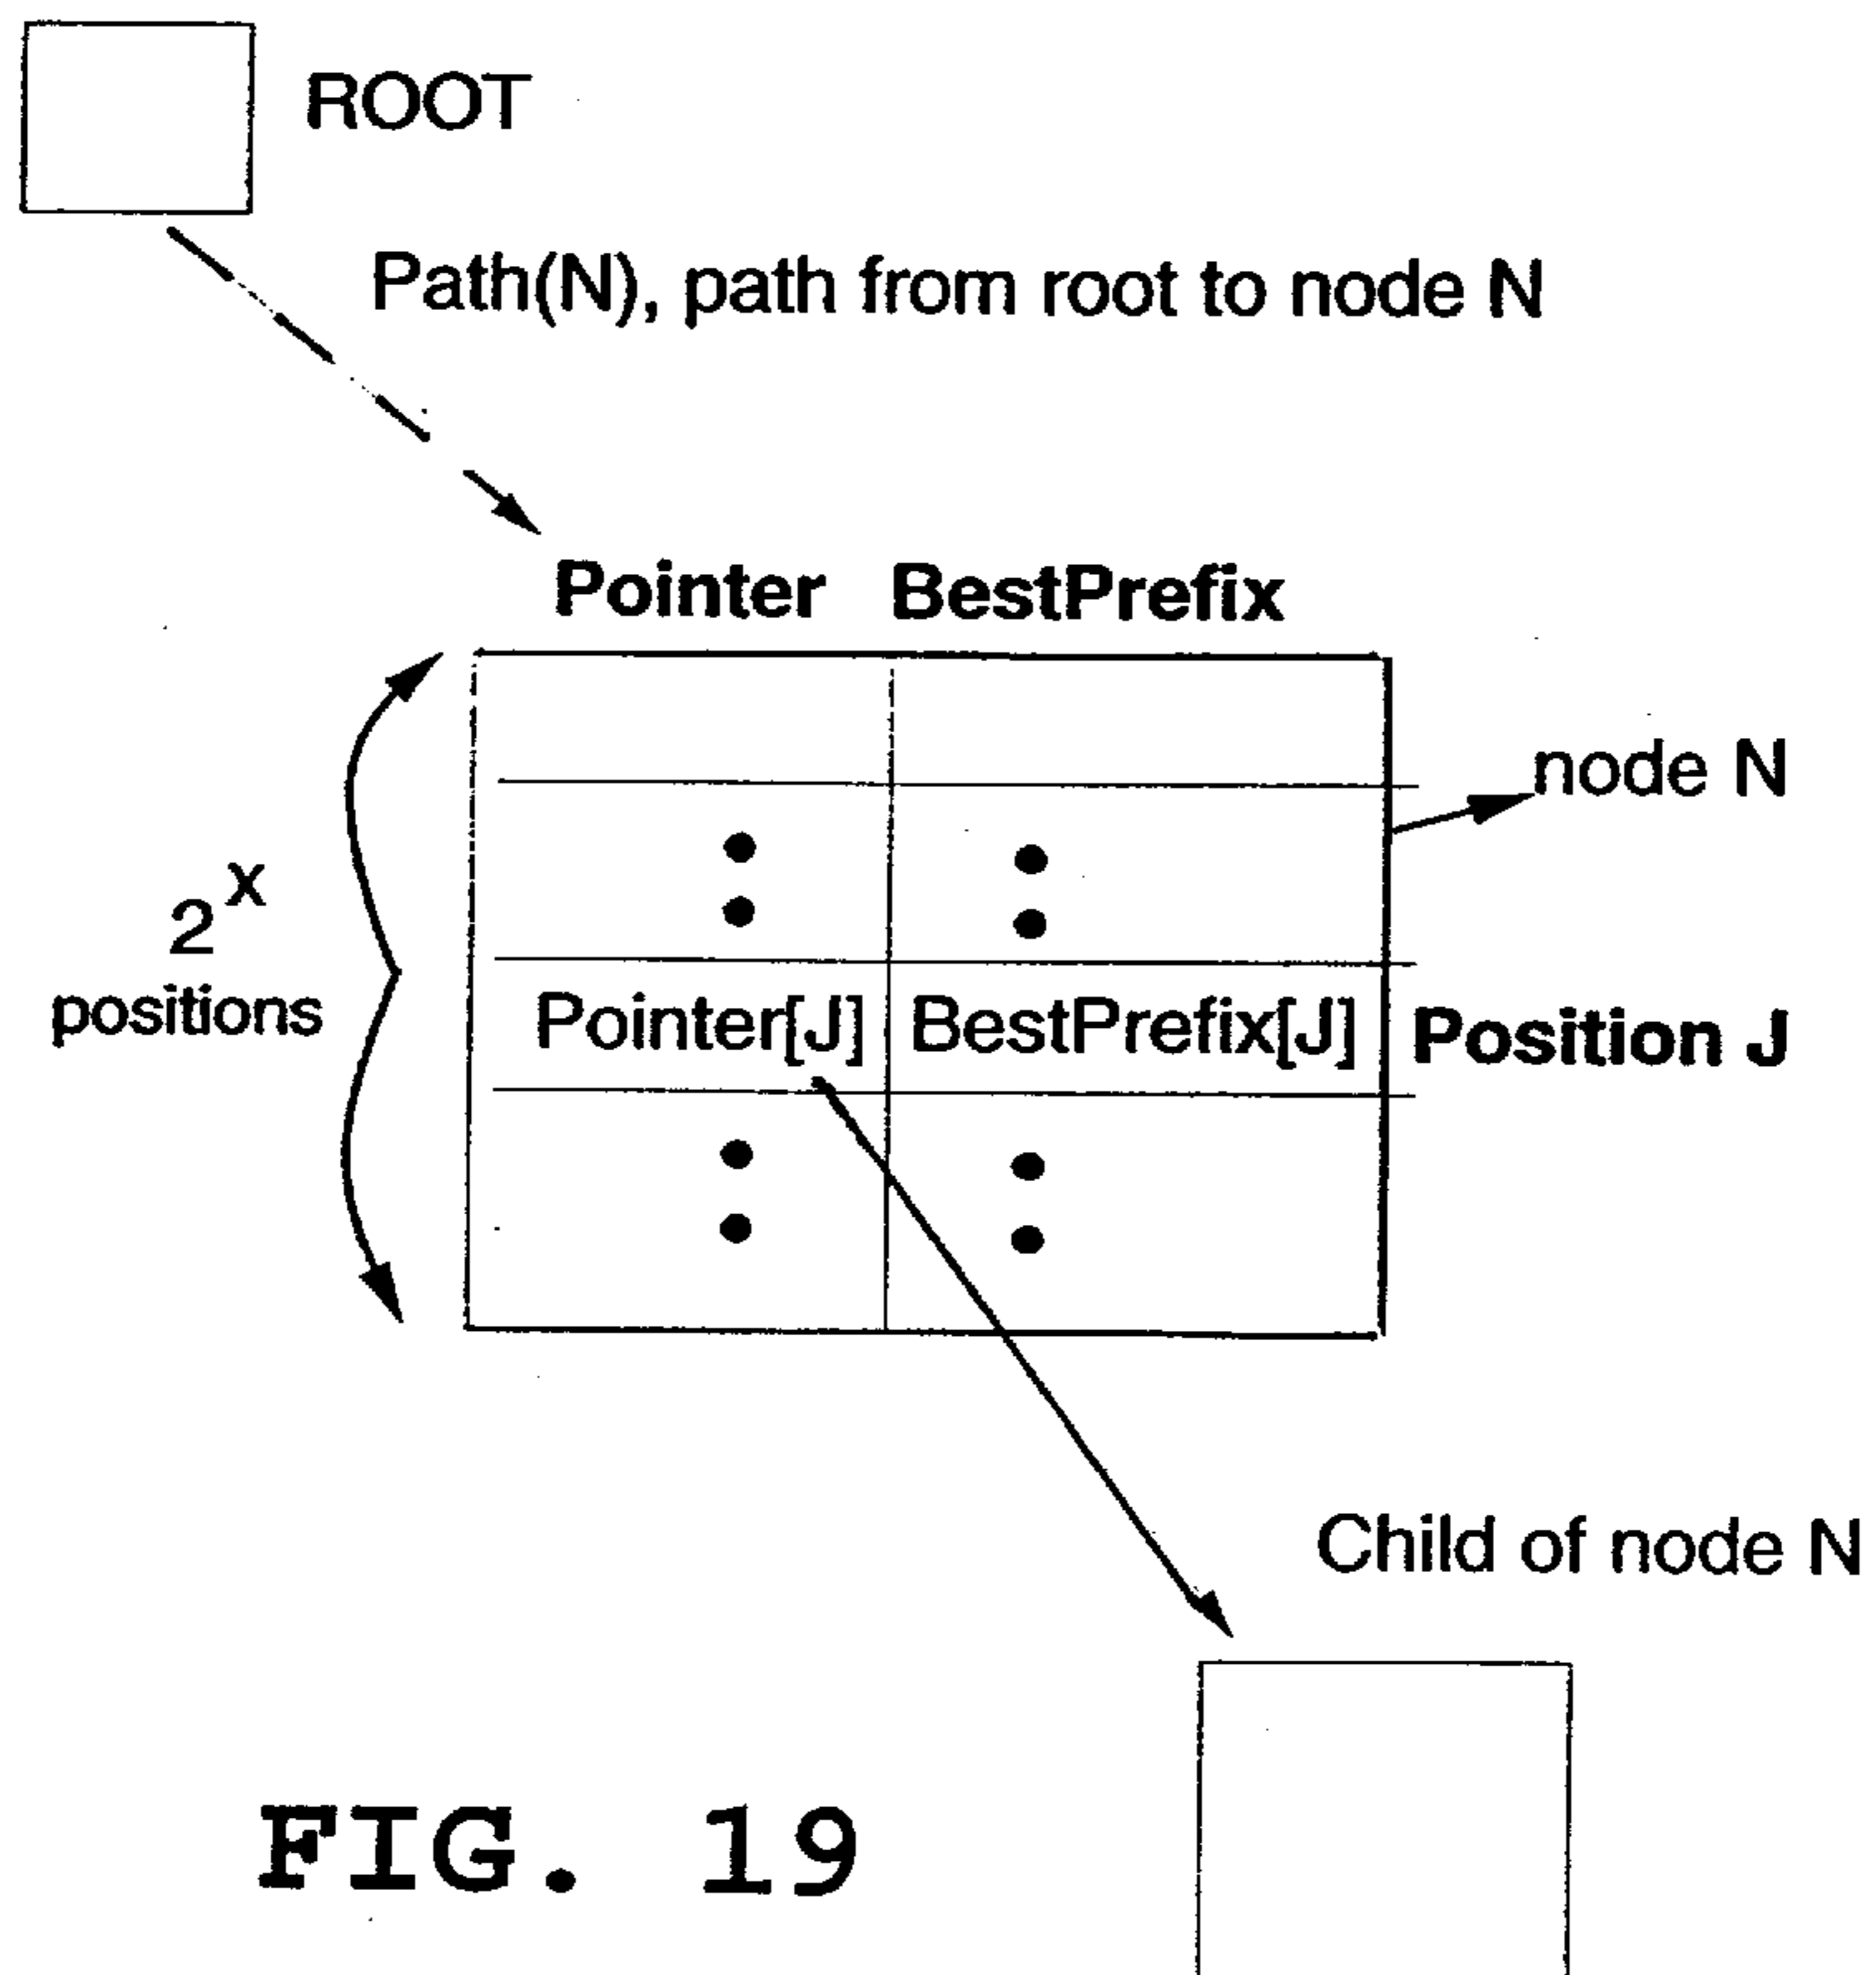 ROOT
Path(N), path from root to node N
Pointer BestPrefix
node N
2^X
positions
Pointer[J] BestPrefix[J] Position J
Child of node N
FIG. 19